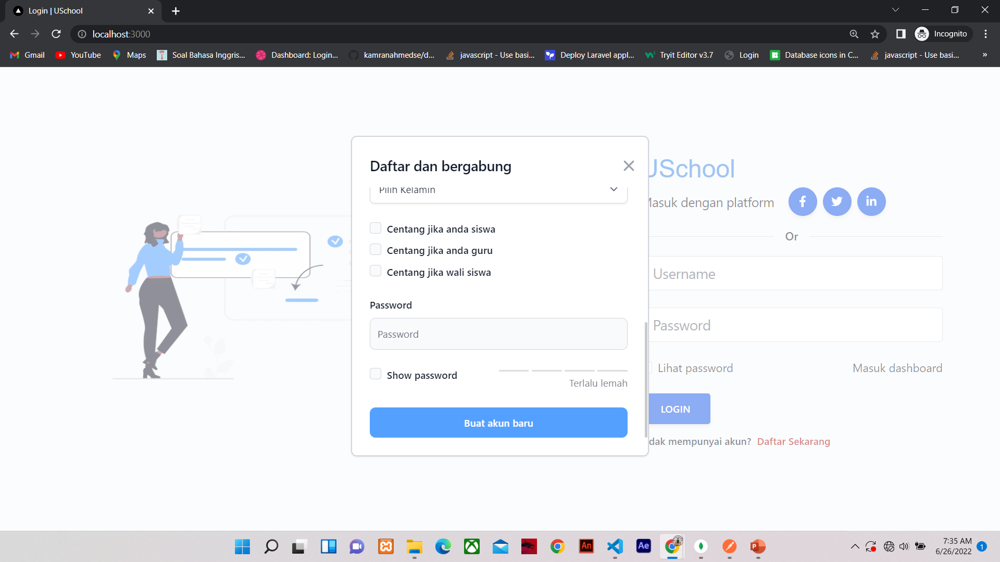 Login | USchool
localhost:3000
Incognito
Gmail
YouTube
Maps
Soal Bahasa Inggris...
Dashboard: Login...
kamranahmedse/d...
javascript - Use basi...
Deploy Laravel appl...
Tryit Editor v3.7
Login
Database icons in C...
javascript - Use basi...
»
Daftar dan bergabung
Pilih Kelamin
Centang jika anda siswa
Centang jika anda guru
Centang jika wali siswa
Password
Password
Show password
Terlalu lemah
Buat akun baru
USchool
Masuk dengan platform
Or
Username
Password
Lihat password
Masuk dashboard
LOGIN
dak mempunyai akun? Daftar Sekarang
An
Ae
P
7:35 AM
6/26/2022
1